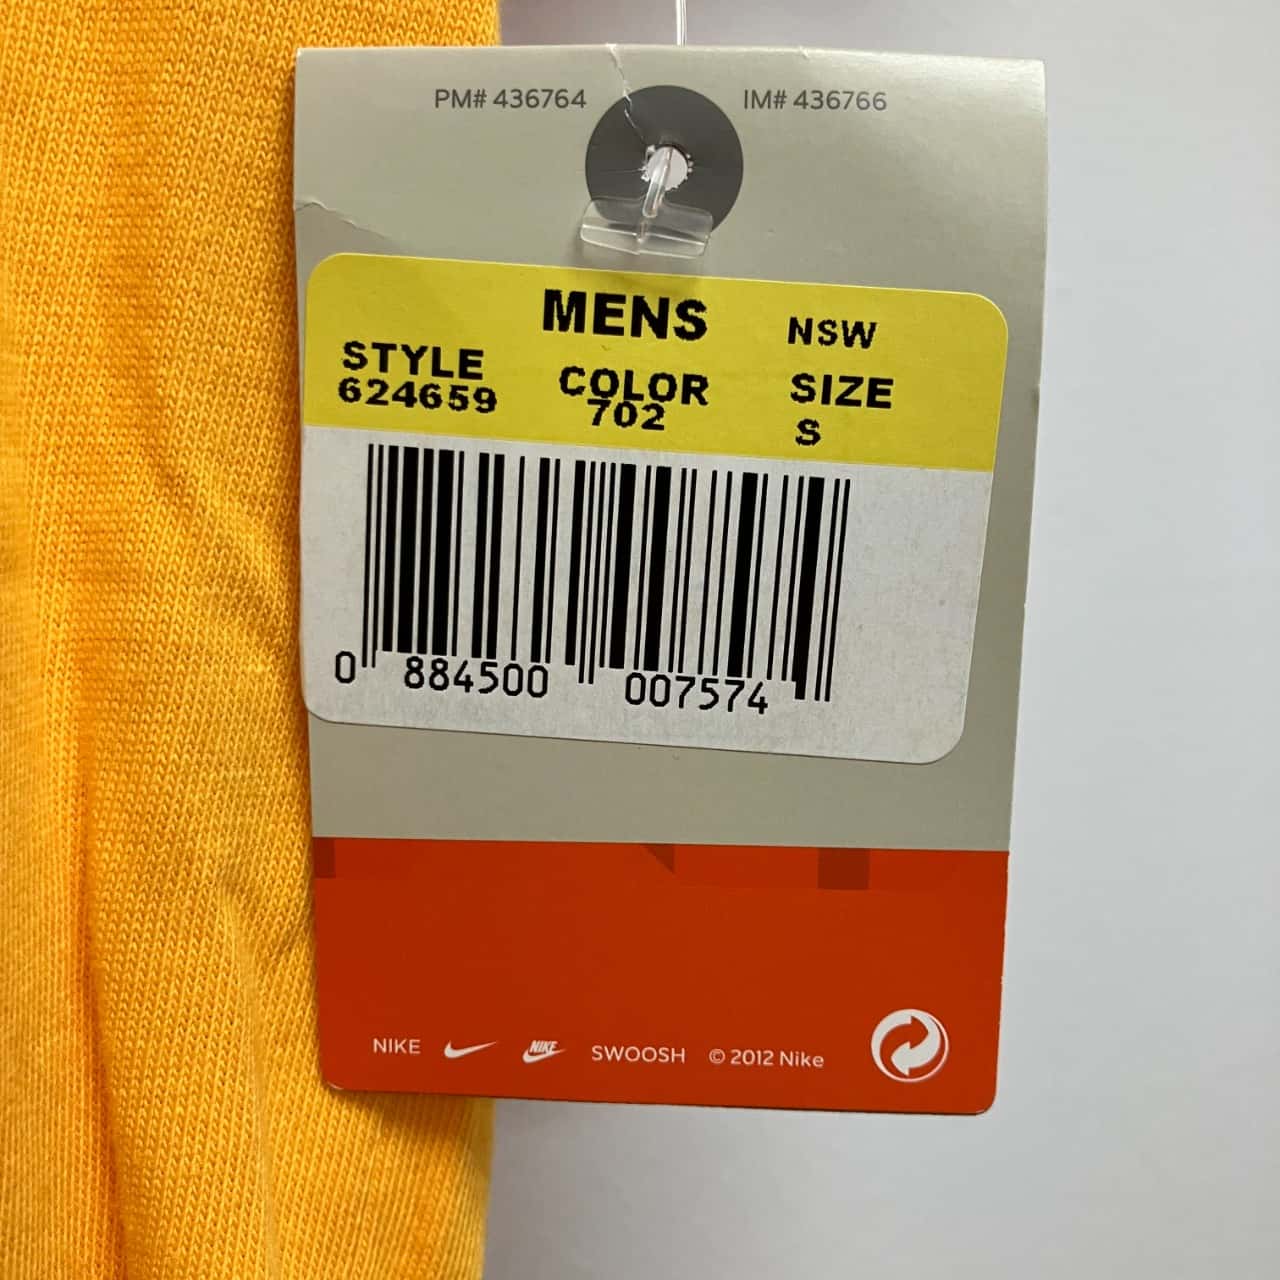 PM# 436764 IM# 436766
MENS NSW
STYLE COLOR SIZE
624659 702 S
0 884500 007574
NIKE NIKE SWOOSH © 2012 Nike